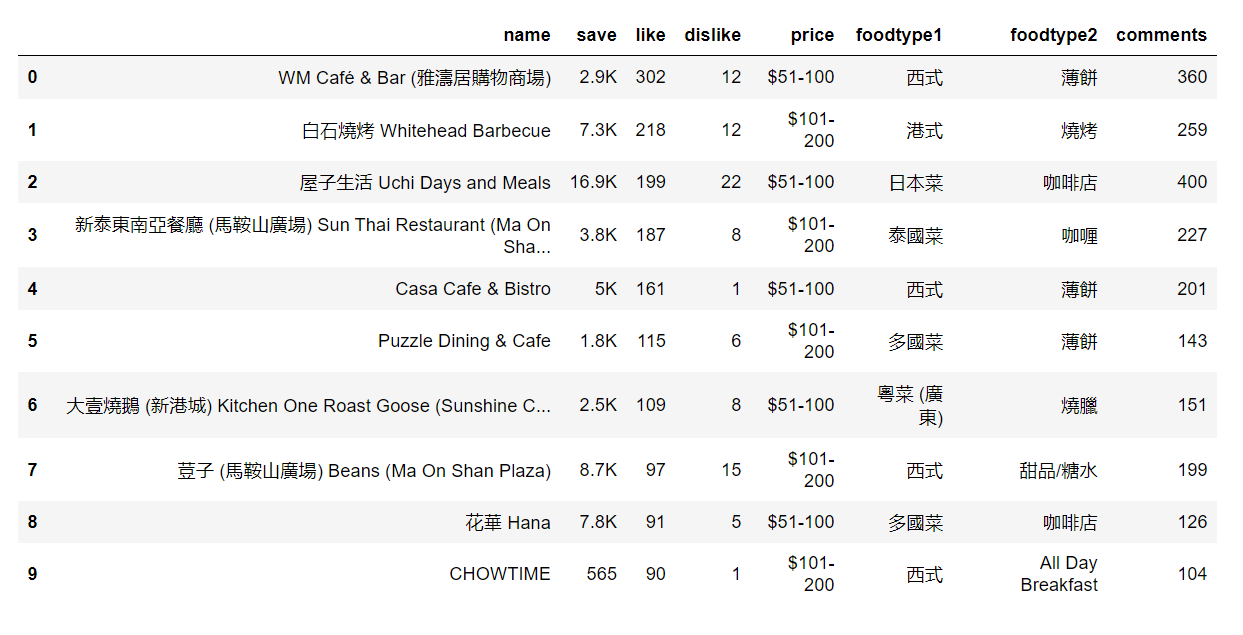 name save like dislike price foodtype1 foodtype2 comments
0 WM Café & Bar (雅濤居購物商場) 2.9K 302 12 $51-100 西式 薄餅 360
1 白石燒烤 Whitehead Barbecue 7.3K 218 12 $101-
200 港式 燒烤 259
2 屋子生活 Uchi Days and Meals 16.9K 199 22 $51-100 日本菜 咖啡店 400
3 新泰東南亞餐廳 (馬鞍山廣場) Sun Thai Restaurant (Ma On
Sha... 3.8K 187 8 $101-
200 泰國菜 咖喱 227
4 Casa Cafe & Bistro 5K 161 1 $51-100 西式 薄餅 201
5 Puzzle Dining & Cafe 1.8K 115 6 $101-
200 多國菜 薄餅 143
6 大壹燒鵝 (新港城) Kitchen One Roast Goose (Sunshine C... 2.5K 109 8 $51-100 粵菜 (廣
東) 燒臘 151
7 荳子 (馬鞍山廣場) Beans (Ma On Shan Plaza) 8.7K 97 15 $101-
200 西式 甜品/糖水 199
8 花華 Hana 7.8K 91 5 $51-100 多國菜 咖啡店 126
9 CHOWTIME 565 90 1 $101-
200 西式 All Day
Breakfast 104